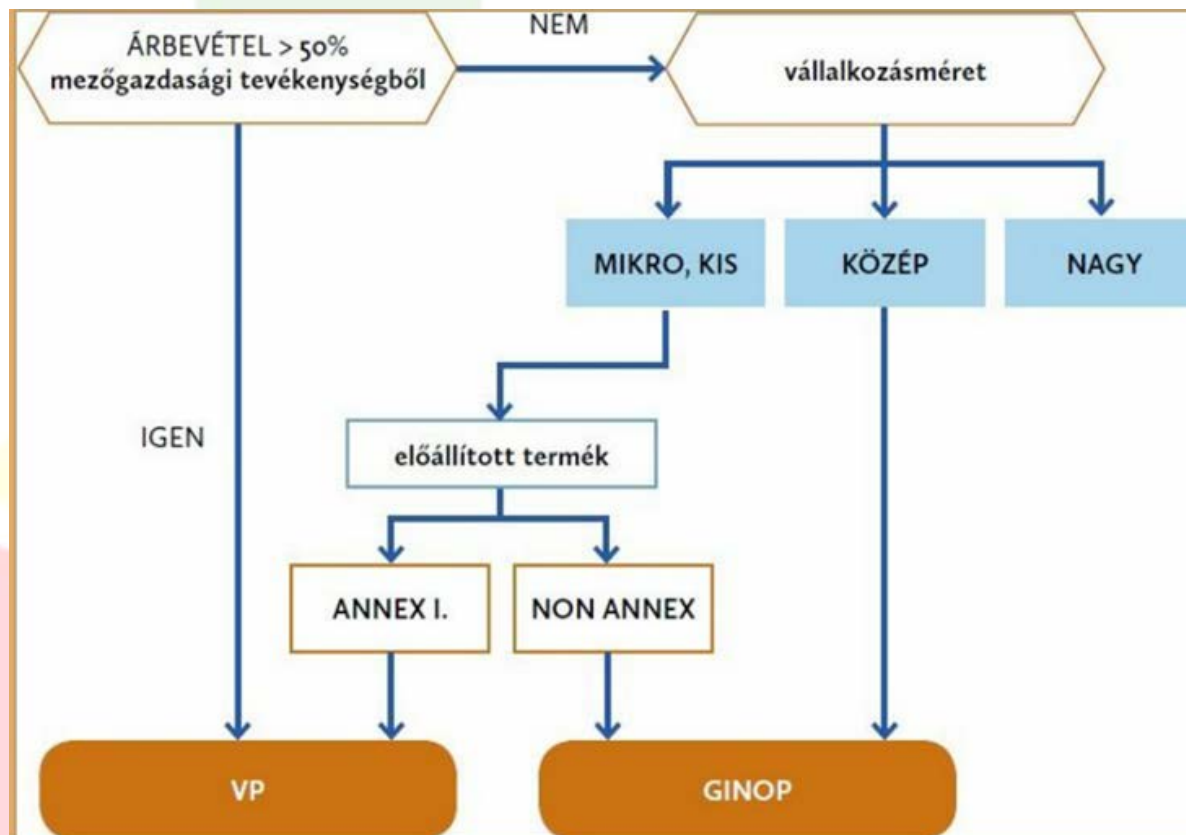 NEM
ÁRBEVÉTEL > 50%
mezőgazdasági tevékenységből
vállalkozásméret
MIKRO, KIS
KÖZÉP
NAGY
IGEN
előállított termék
ANNEX I.
NON ANNEX
VP
GINOP